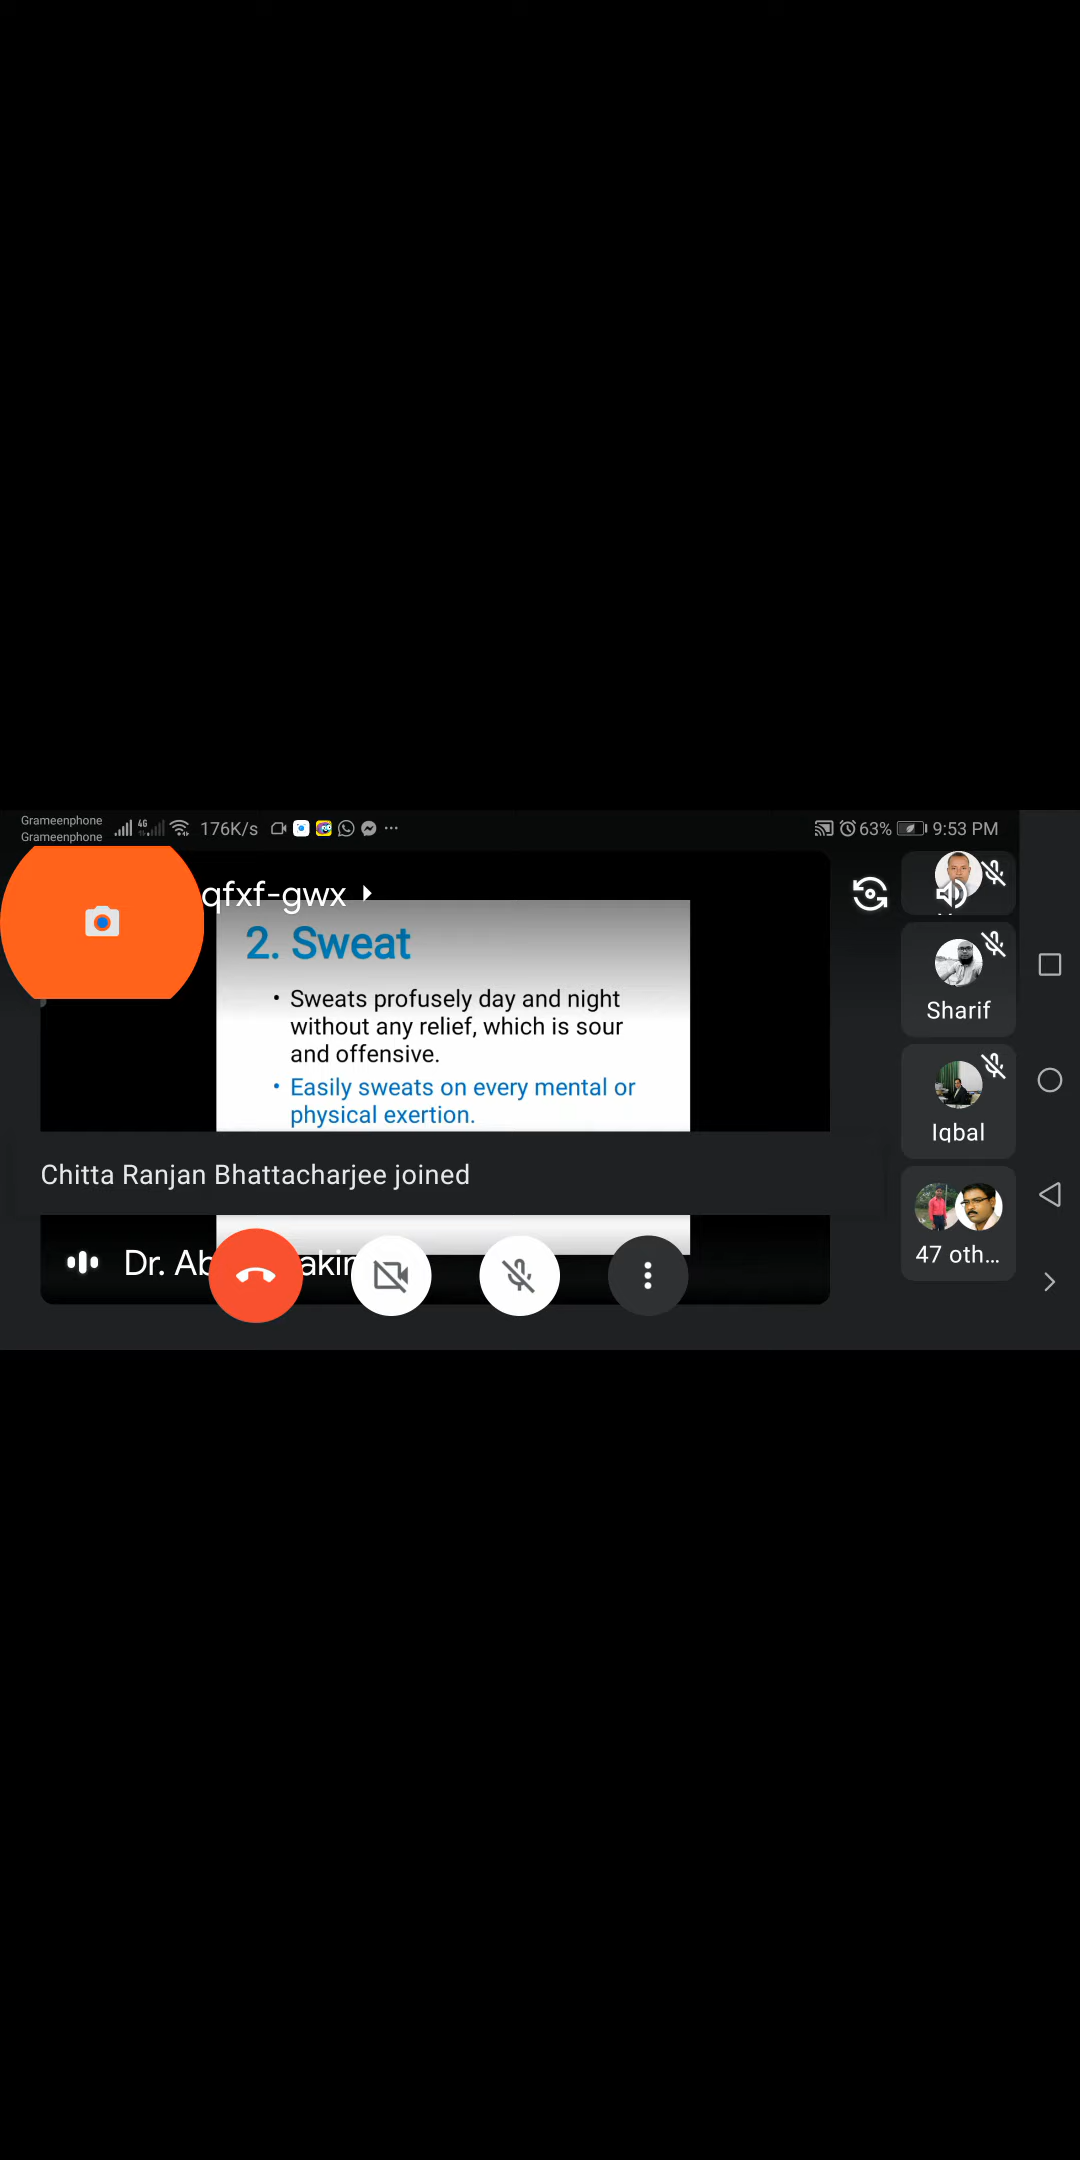 Grameenphone
Grameenphone
4G
176K/s
63%
9:53 PM
qfxf-gwx
2. Sweat
• Sweats profusely day and night
without any relief, which is sour
and offensive.
• Easily sweats on every mental or
physical exertion.
Chitta Ranjan Bhattacharjee joined
Dr.
Sharif
Iqbal
47 oth...